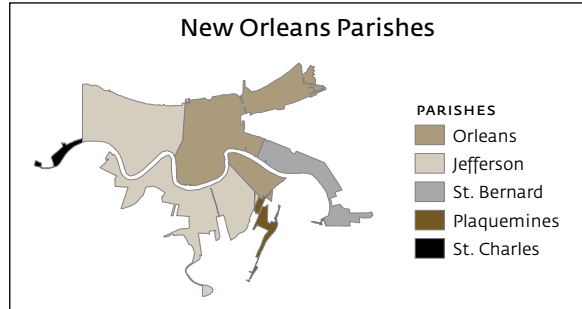 New Orleans Parishes
PARISHES
Orleans
Jefferson
St. Bernard
Plaquemines
St. Charles